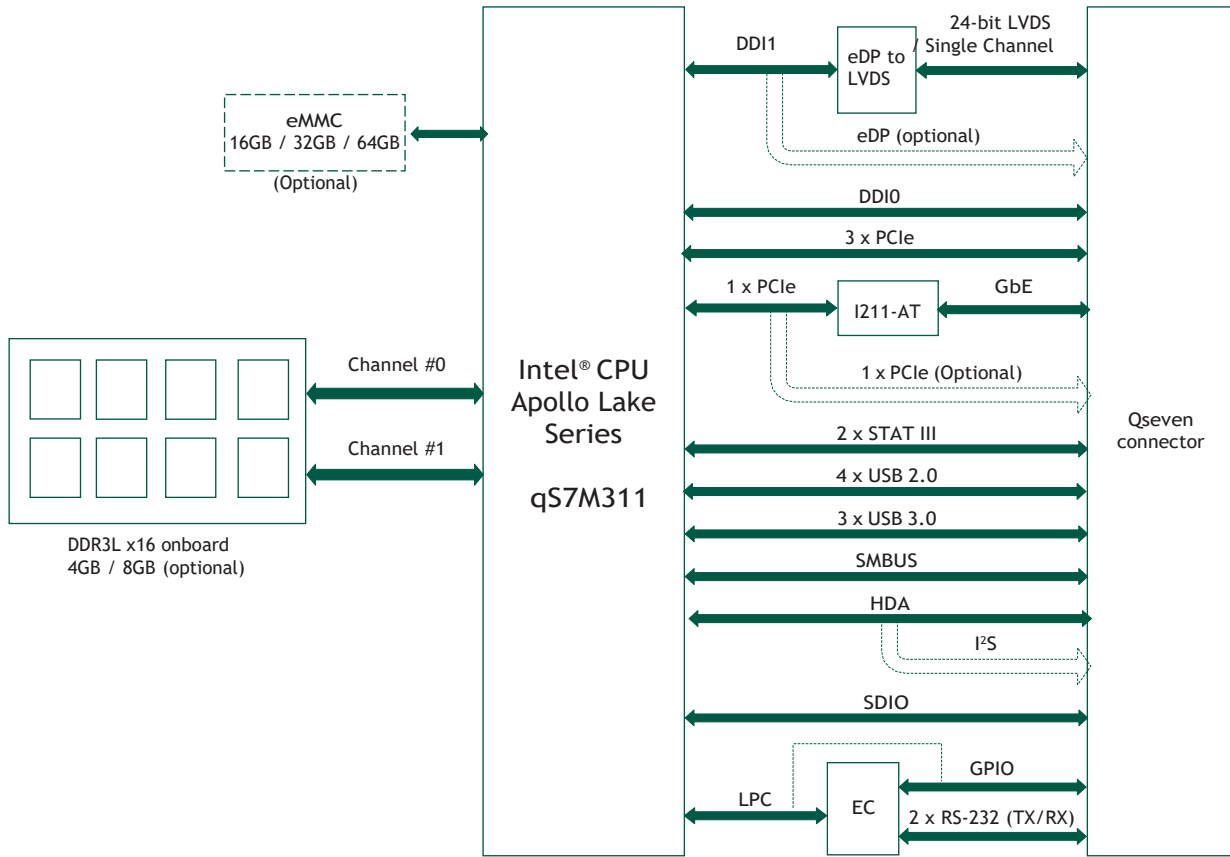 eMMC
16GB / 32GB / 64GB
(Optional)
Channel #0
Channel #1
DDR3L x16 onboard
4GB / 8GB (optional)
Intel® CPU
Apollo Lake
Series
qS7M311
DDI1
eDP to
LVDS
24-bit LVDS
/ Single Channel
eDP (optional)
DDI0
3 x PCIe
1 x PCIe
I211-AT
GbE
1 x PCIe (Optional)
2 x STAT III
4 x USB 2.0
3 x USB 3.0
SMBUS
HDA
I²S
SDIO
LPC
EC
GPIO
2 x RS-232 (TX/RX)
Qseven
connector